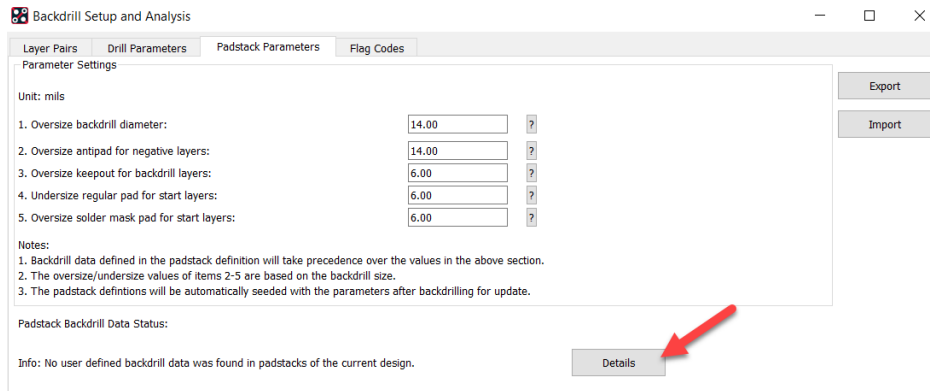 Backdrill Setup and Analysis
Layer Pairs Drill Parameters Padstack Parameters Flag Codes
Parameter Settings
Export
Unit: mils
Import
1. Oversize backdrill diameter: 14.00 ?
2. Oversize antipad for negative layers: 14.00 ?
3. Oversize keepout for backdrill layers: 6.00 ?
4. Undersize regular pad for start layers: 6.00 ?
5. Oversize solder mask pad for start layers: 6.00 ?
Notes:
1. Backdrill data defined in the padstack definition will take precedence over the values in the above section.
2. The oversize/undersize values of items 2-5 are based on the backdrill size.
3. The padstack defintions will be automatically seeded with the parameters after backdrilling for update.
Padstack Backdrill Data Status:
Info: No user defined backdrill data was found in padstacks of the current design. Details